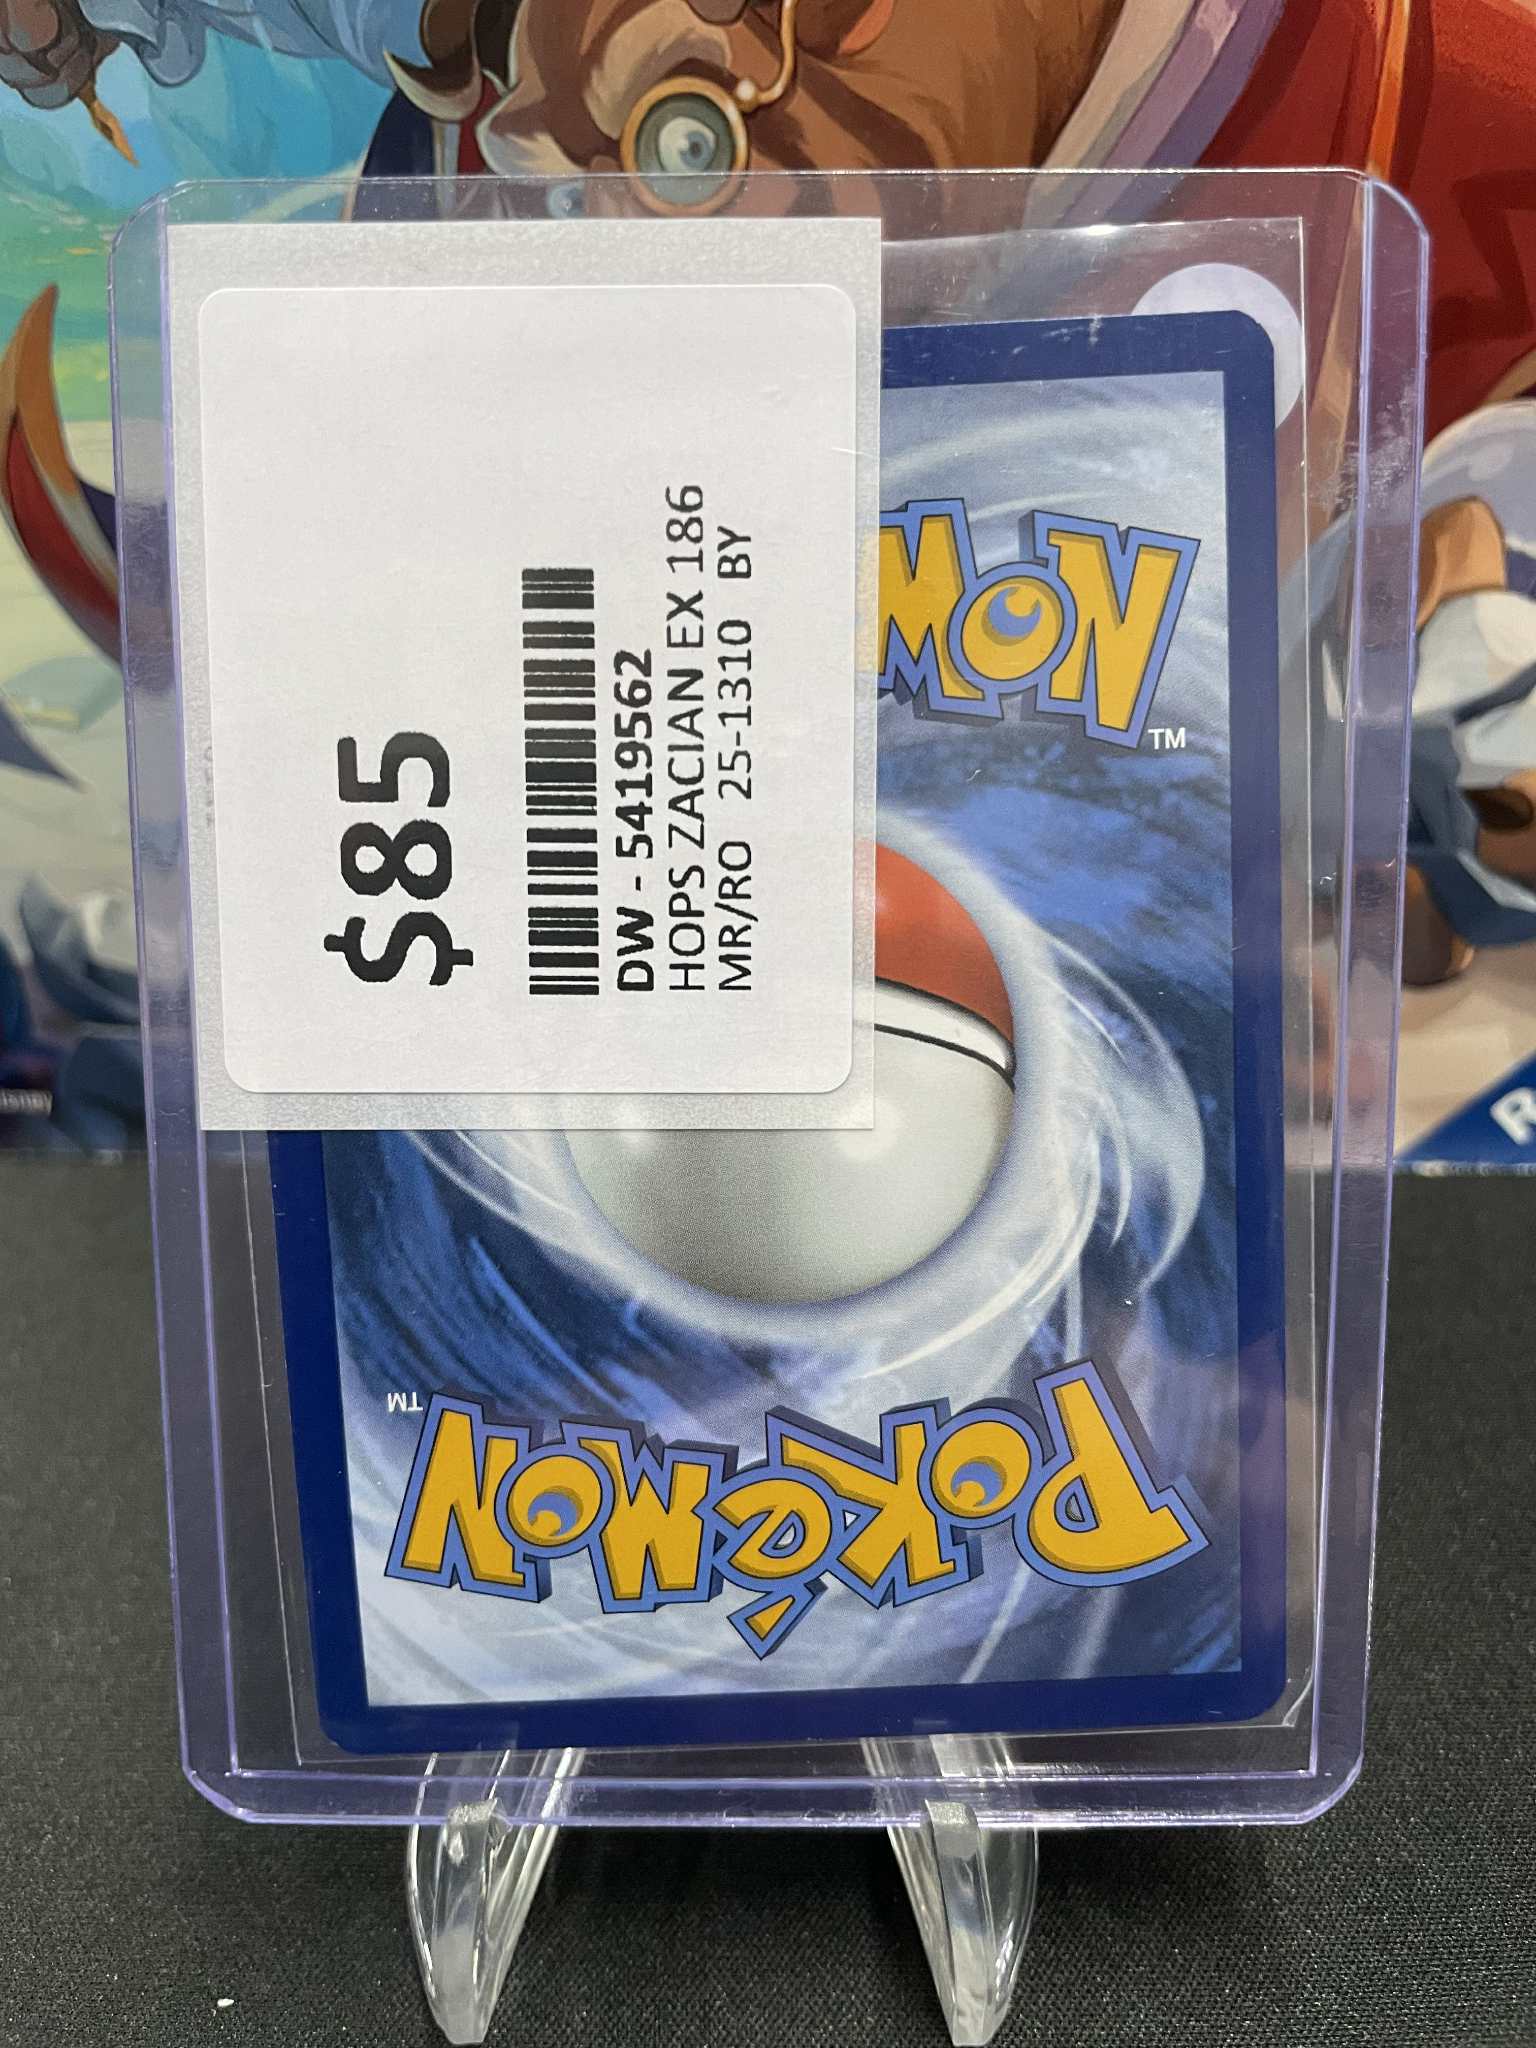 $85
DW - 5419562
HOPS ZACIAN EX 186
MR/RO 25-1310 BY
MON
TM
POKéMON
TM